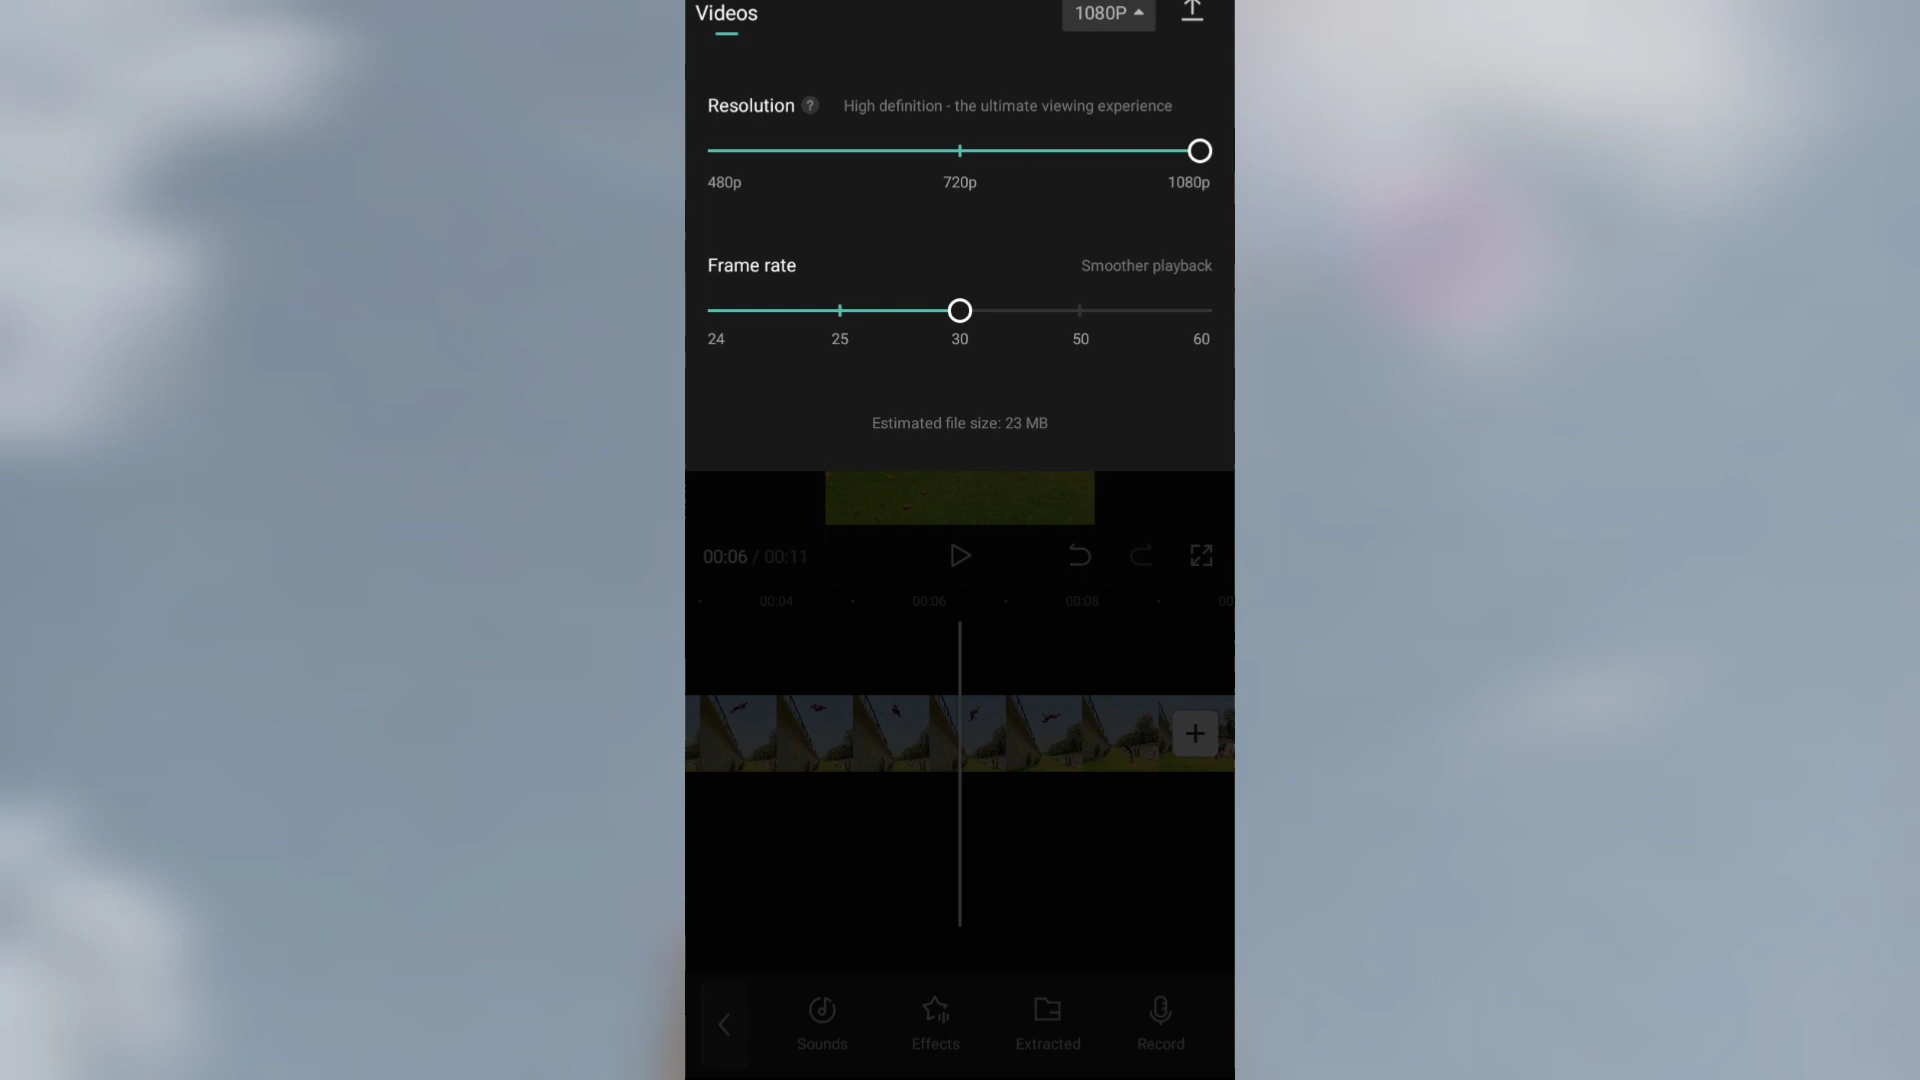 Videos
1080P
Resolution ? High definition - the ultimate viewing experience
480p 720p 1080p
Frame rate Smoother playback
24 25 30 50 60
Estimated file size: 23 MB
00:06 / 00:11
00:04 00:06 00:08 00
Sounds Effects Extracted Record